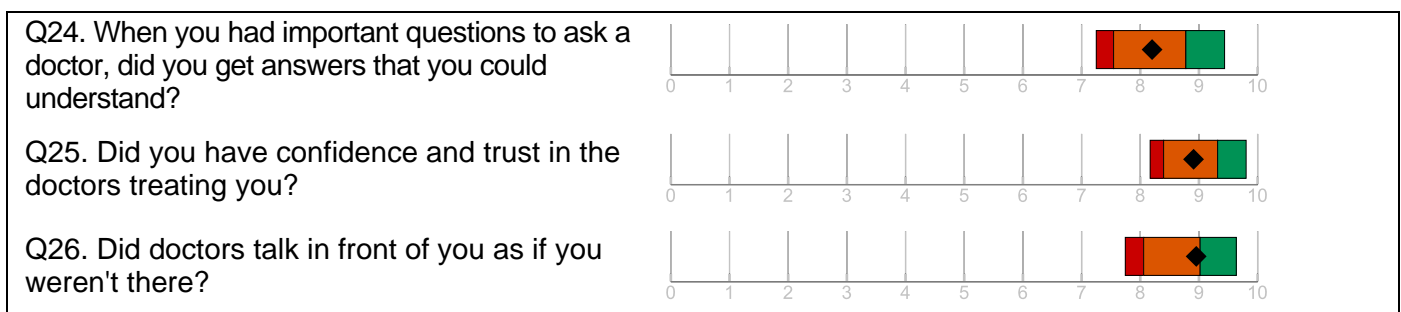 Q24. When you had important questions to ask a
doctor, did you get answers that you could
understand?
0 1 2 3 4 5 6 7 8 9 10
Q25. Did you have confidence and trust in the
doctors treating you?
0 1 2 3 4 5 6 7 8 9 10
Q26. Did doctors talk in front of you as if you
weren't there?
0 1 2 3 4 5 6 7 8 9 10